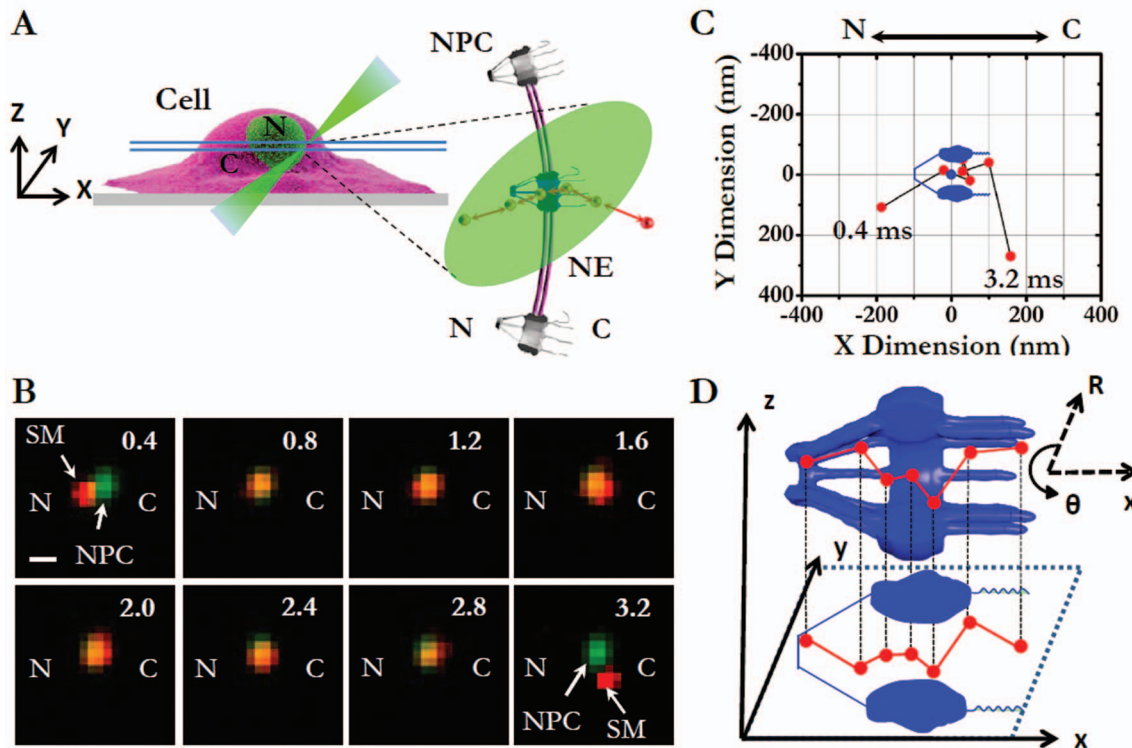 A
Z
Y
X
Cell
N
C
NPC
NE
N
C
C
N
C
-400
-200
0
200
400
Y Dimension (nm)
0.4 ms
3.2 ms
-400
-200
0
200
400
X Dimension (nm)
B
SM
0.4
N
C
NPC
0.8
N
C
1.2
N
C
1.6
N
C
2.0
N
C
2.4
N
C
2.8
N
C
3.2
N
C
NPC
SM
D
z
R
x
θ
y
x